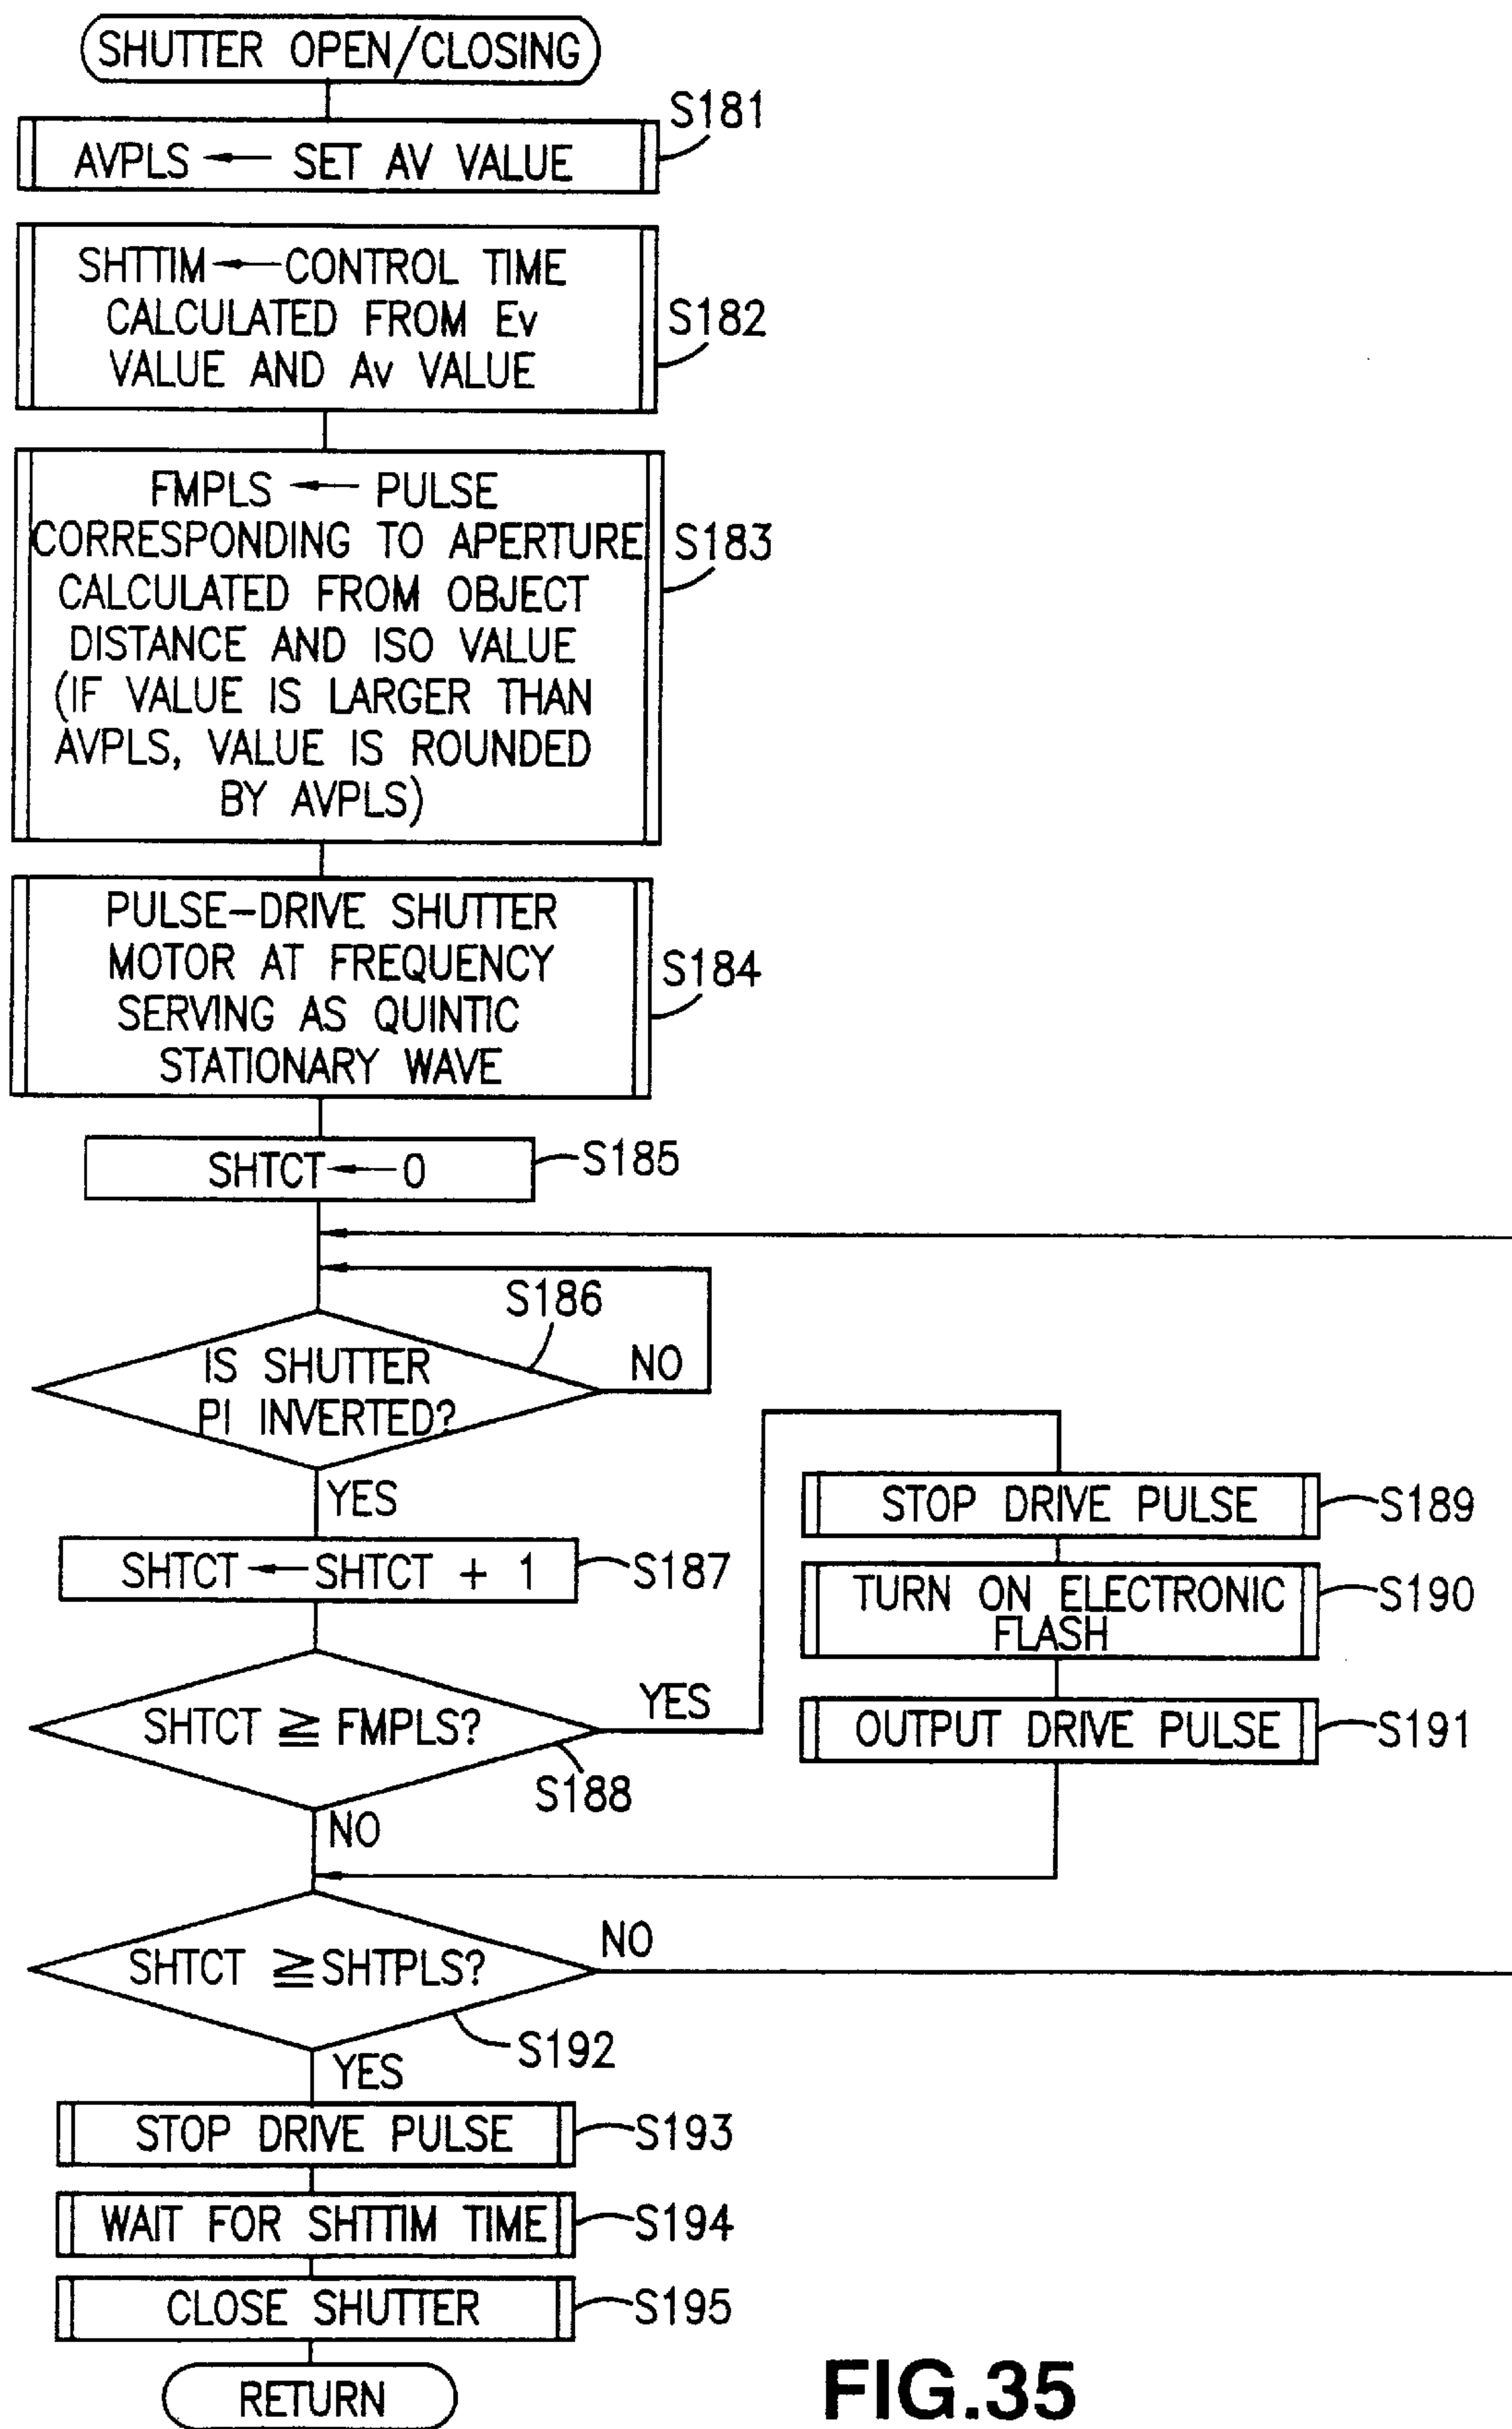 SHUTTER OPEN/CLOSING
S181
AVPLS ← SET AV VALUE
SHTTIM ← CONTROL TIME
CALCULATED FROM Ev
VALUE AND Av VALUE
S182
FMPLS ← PULSE
CORRESPONDING TO APERTURE
CALCULATED FROM OBJECT
DISTANCE AND ISO VALUE
(IF VALUE IS LARGER THAN
AVPLS, VALUE IS ROUNDED
BY AVPLS)
S183
PULSE-DRIVE SHUTTER
MOTOR AT FREQUENCY
SERVING AS QUINTIC
STATIONARY WAVE
S184
SHTCT ← 0
S185
S186
IS SHUTTER
PI INVERTED?
NO
YES
SHTCT ← SHTCT + 1
S187
SHTCT ≧ FMPLS?
YES
S188
NO
STOP DRIVE PULSE
S189
TURN ON ELECTRONIC
FLASH
S190
OUTPUT DRIVE PULSE
S191
SHTCT ≧ SHTPLS?
NO
S192
YES
STOP DRIVE PULSE
S193
WAIT FOR SHTTIM TIME
S194
CLOSE SHUTTER
S195
RETURN
FIG.35